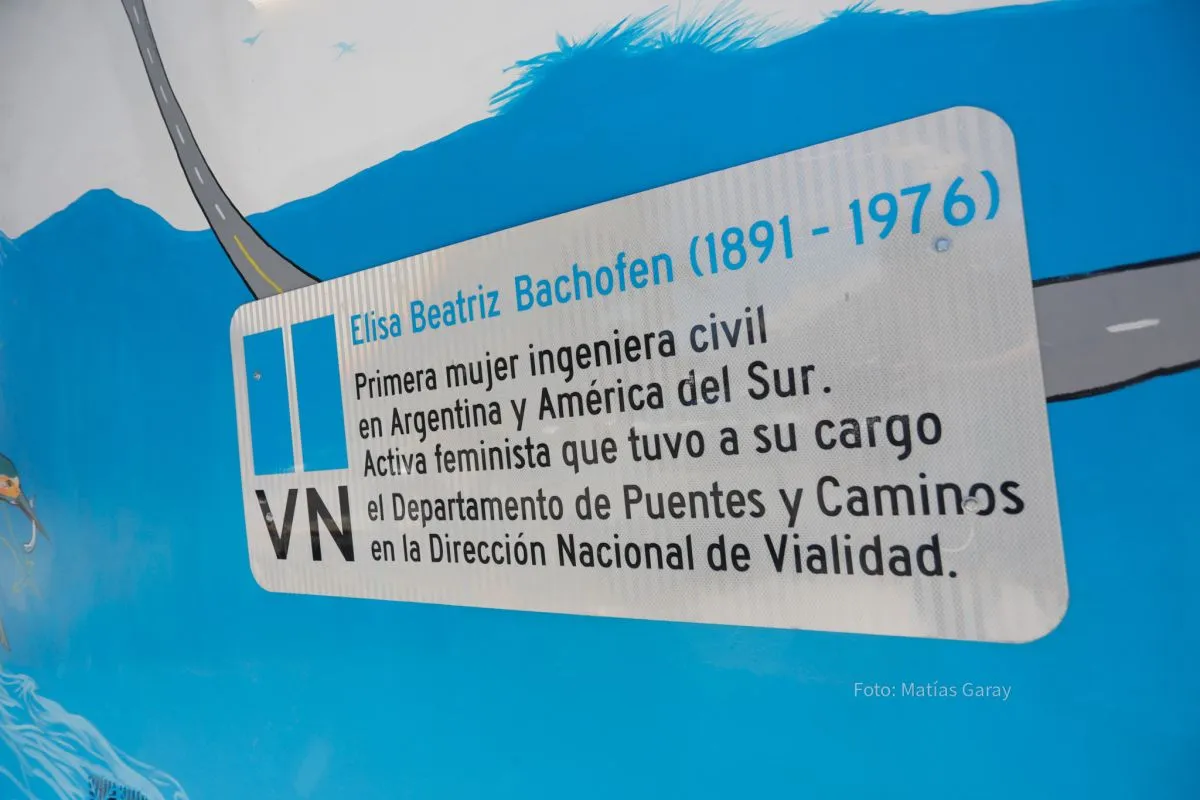 Elisa Beatriz Bachofen (1891 - 1976)
Primera mujer ingeniera civil
en Argentina y América del Sur.
Activa feminista que tuvo a su cargo
el Departamento de Puentes y Caminos
en la Dirección Nacional de Vialidad.
VN
Foto: Matías Garay